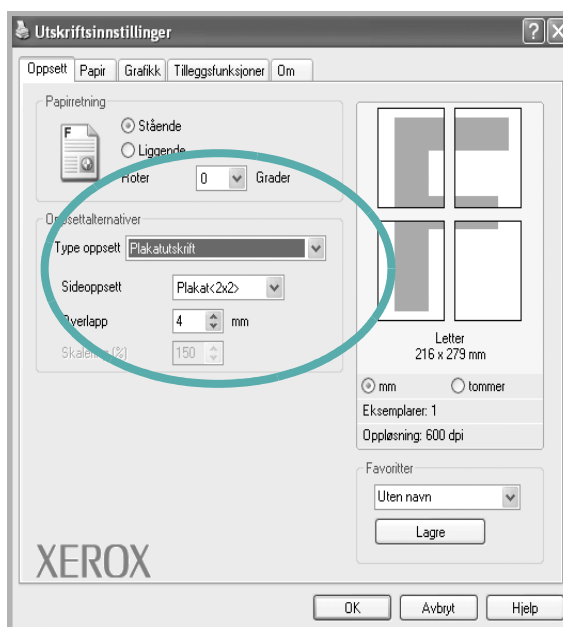 Utskriftsinnstillinger
Oppsett Papir Grafikk Tilleggsfunksjoner Om
Papirretning
F
Stående
Liggende
Roter 0 Grader
Oppsettalternativer
Type oppsett Plakatutskrift
Sideoppsett Plakat<2x2>
Overlapp 4 mm
Skalering (%) 150
Letter
216 x 279 mm
mm tommer
Eksemplarer: 1
Oppløsning: 600 dpi
Favoritter
Uten navn
Lagre
XEROX
OK Avbryt Hjelp